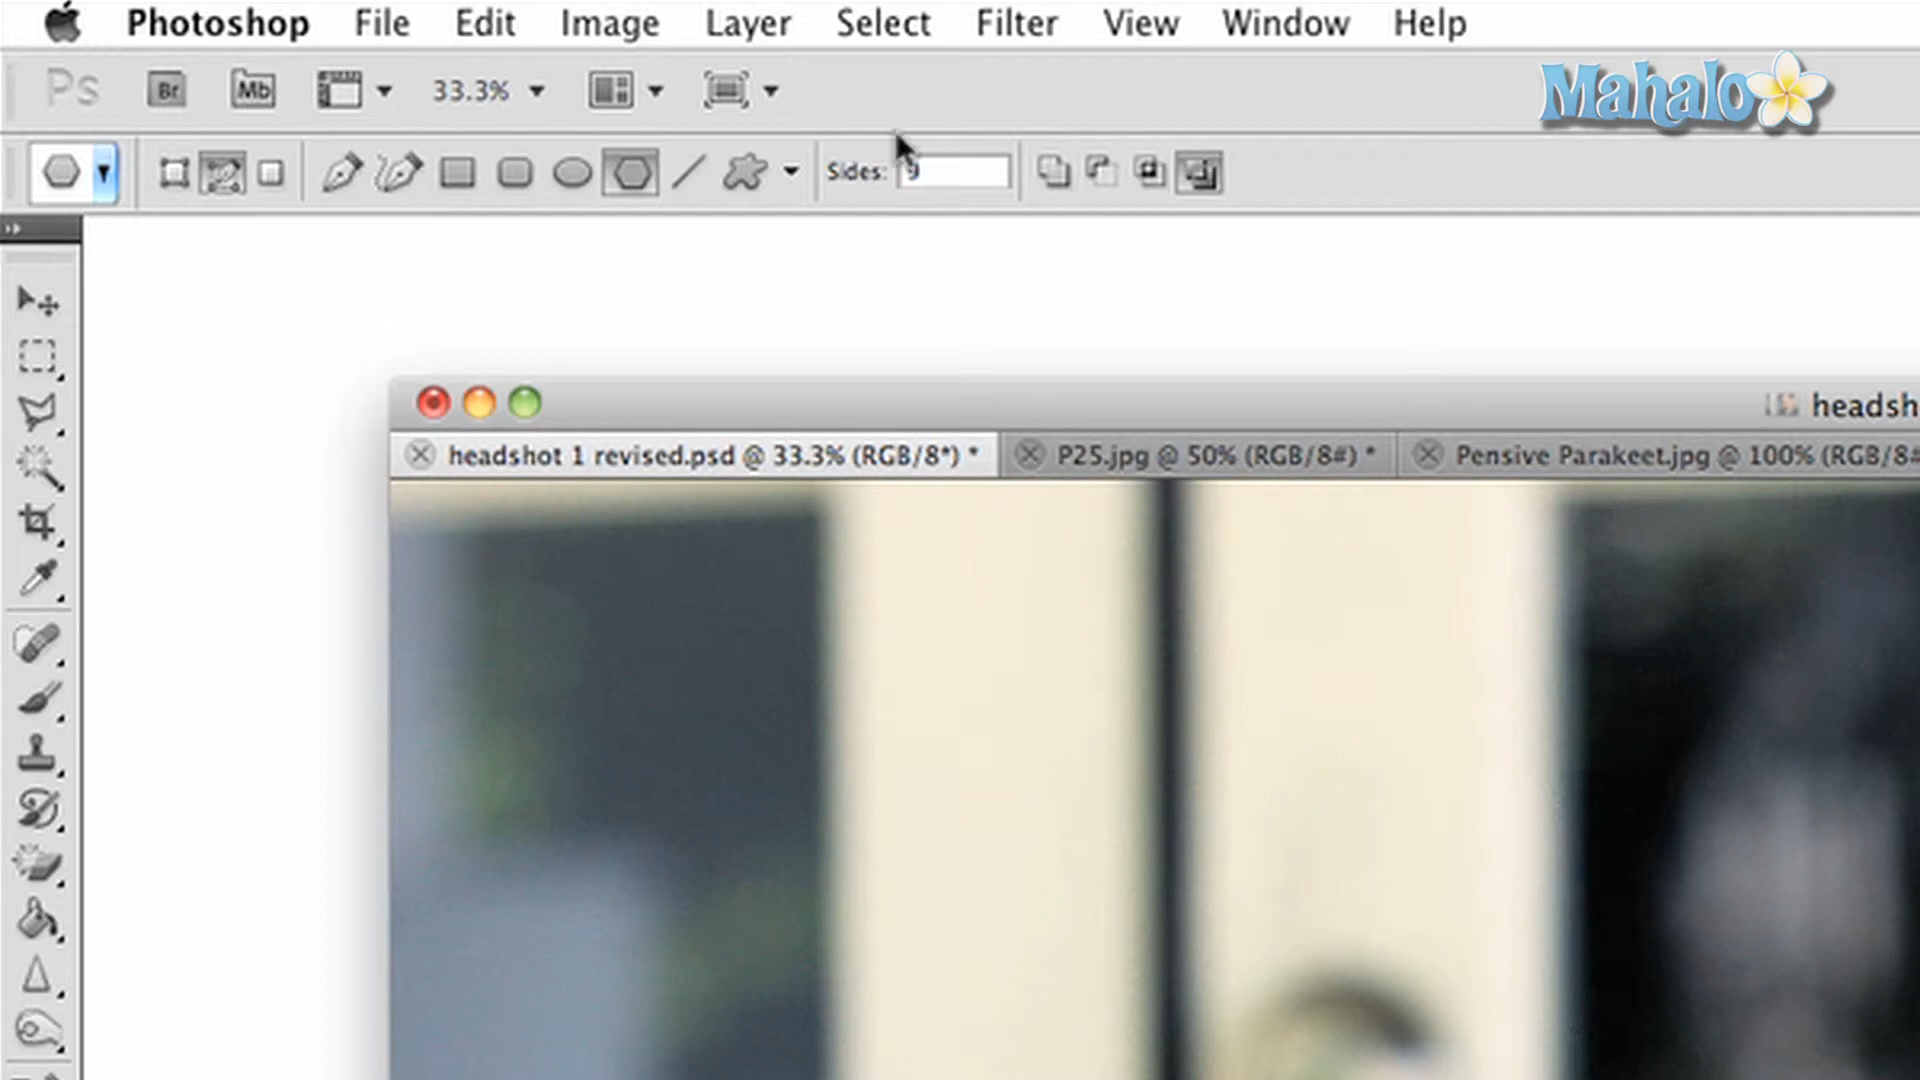 Photoshop File Edit Image Layer Select Filter View Window Help
Ps Br Mb 33.3% Mahalo
Sides: 9
headsh
headshot 1 revised.psd @ 33.3% (RGB/8*) * P25.jpg @ 50% (RGB/8#) * Pensive Parakeet.jpg @ 100% (RGB/8#